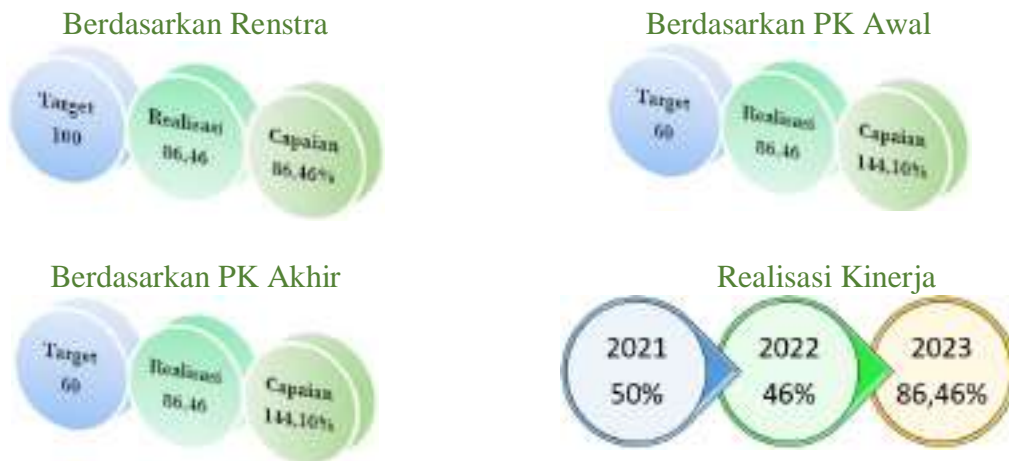 Berdasarkan Renstra
Target
100
Realisasi
86,46
Capaian
86,46%
Berdasarkan PK Awal
Target
60
Realisasi
86,46
Capaian
144,10%
Berdasarkan PK Akhir
Target
60
Realisasi
86,46
Capaian
144,10%
Realisasi Kinerja
2021
50%
2022
46%
2023
86,46%